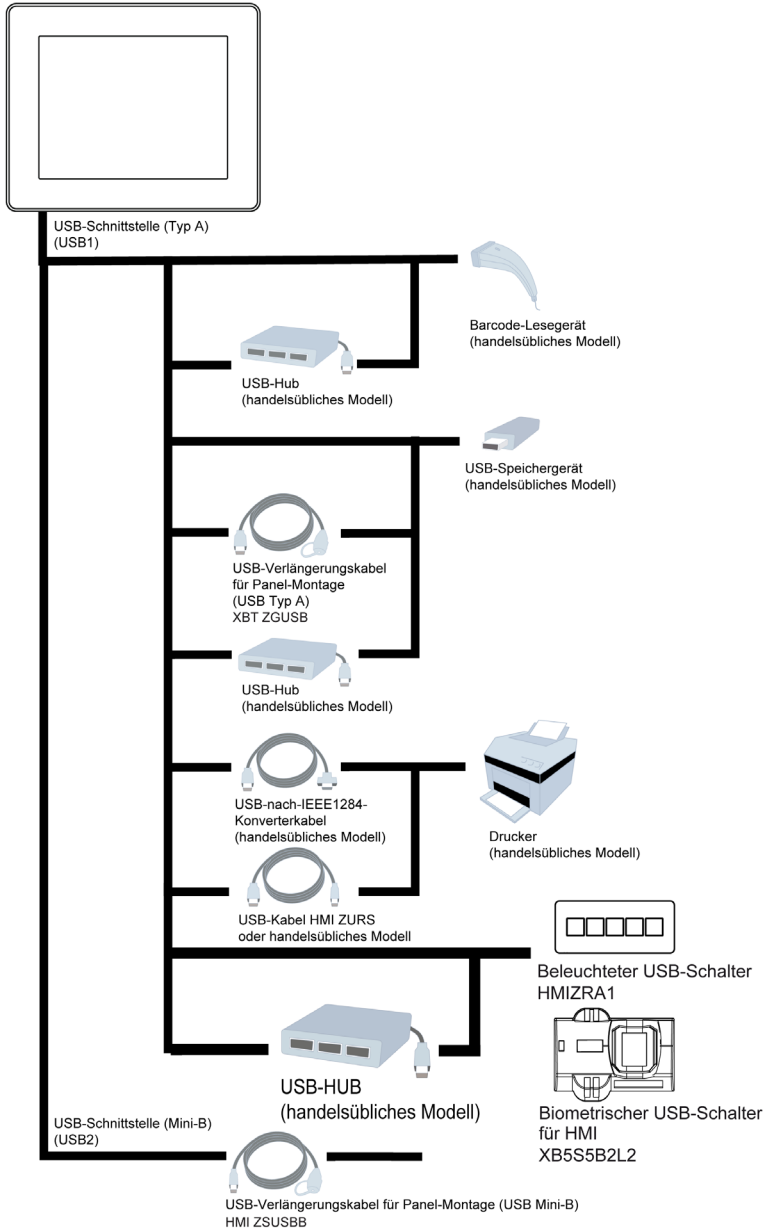 USB-Schnittstelle (Typ A)
(USB1)
Barcode-Lesegerät
(handelsübliches Modell)
USB-Hub
(handelsübliches Modell)
USB-Speichergerät
(handelsübliches Modell)
USB-Verlängerungskabel
für Panel-Montage
(USB Typ A)
XBT ZGUSB
USB-Hub
(handelsübliches Modell)
USB-nach-IEEE1284-
Konverterkabel
(handelsübliches Modell)
Drucker
(handelsübliches Modell)
USB-Kabel HMI ZURS
oder handelsübliches Modell
Beleuchteter USB-Schalter
HMIZRA1
USB-HUB
(handelsübliches Modell)
Biometrischer USB-Schalter
für HMI
XB5S5B2L2
USB-Schnittstelle (Mini-B)
(USB2)
USB-Verlängerungskabel für Panel-Montage (USB Mini-B)
HMI ZSUSBB